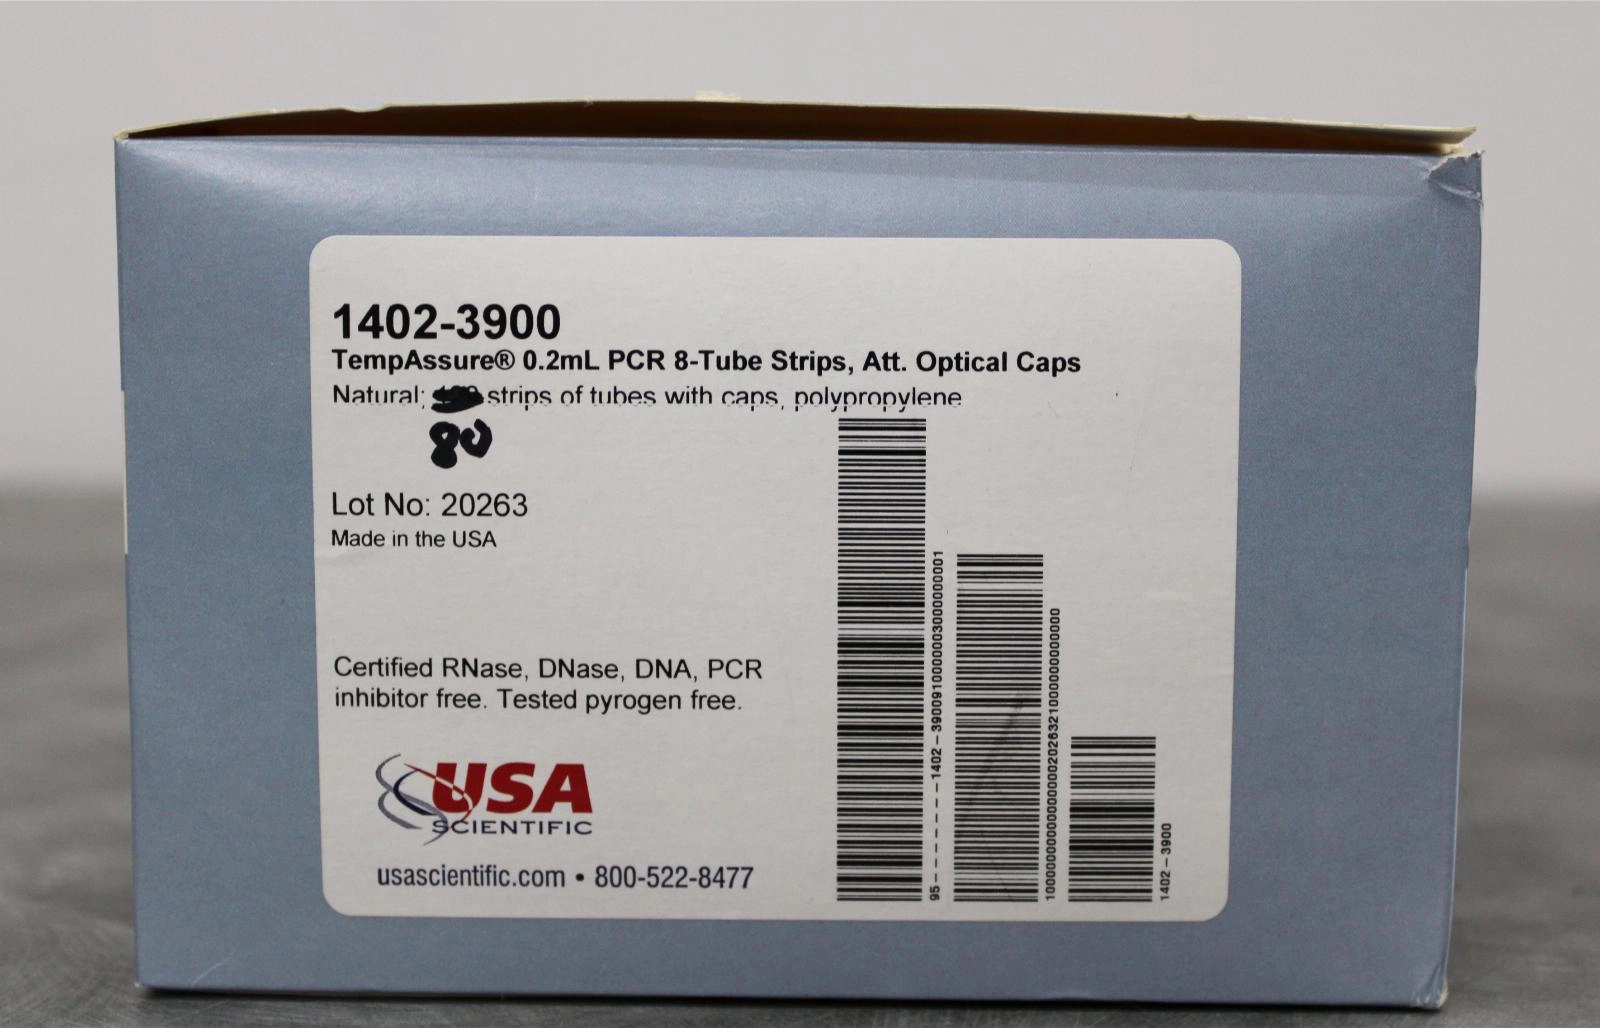 1402-3900
TempAssure® 0.2mL PCR 8-Tube Strips, Att. Optical Caps
Natural; strips of tubes with caps, polypropylene
80
Lot No: 20263
Made in the USA
Certified RNase, DNase, DNA, PCR
inhibitor free. Tested pyrogen free.
USA
SCIENTIFIC
usascientific.com • 800-522-8477
1402-3900